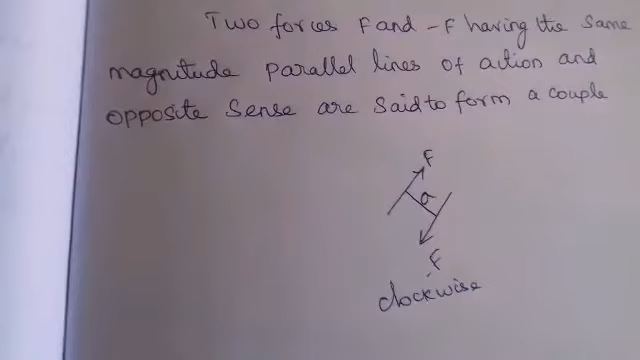 Two forces F and -F having the same
magnitude parallel lines of action and
opposite sense are said to form a couple
F
a
F
clockwise